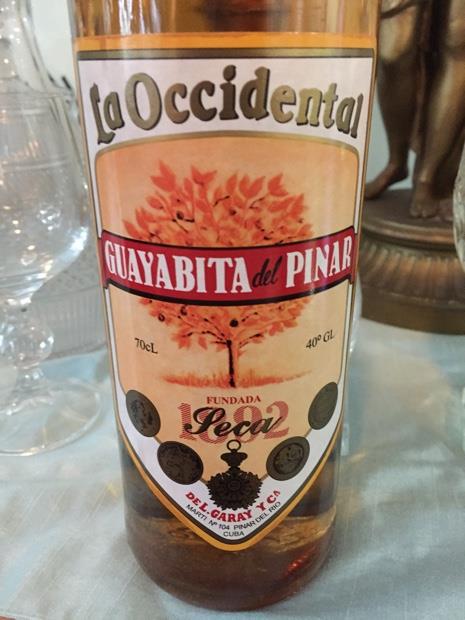 La Occidental
GUAYABITA del PINAR
70cL
40º GL
FUNDADA
1892
Seca
DE L. GARAY Y CA
MARTI Nº 104 PINAR DEL RIO
CUBA